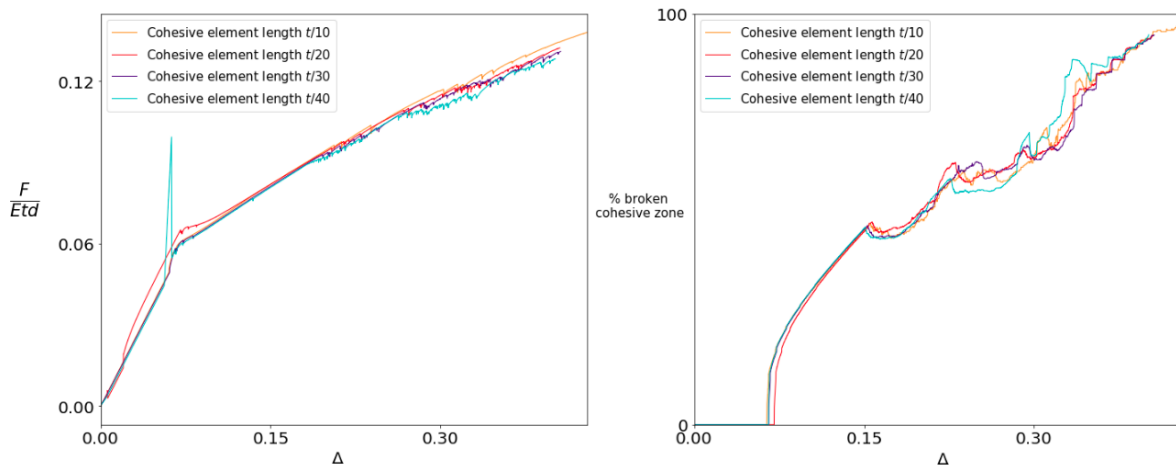 Cohesive element length t/10
Cohesive element length t/20
Cohesive element length t/30
Cohesive element length t/40
0.12
F
Etd
0.06
0.00
0.00
0.15
0.30
Δ
100
Cohesive element length t/10
Cohesive element length t/20
Cohesive element length t/30
Cohesive element length t/40
% broken
cohesive zone
0
0.00
0.15
0.30
Δ